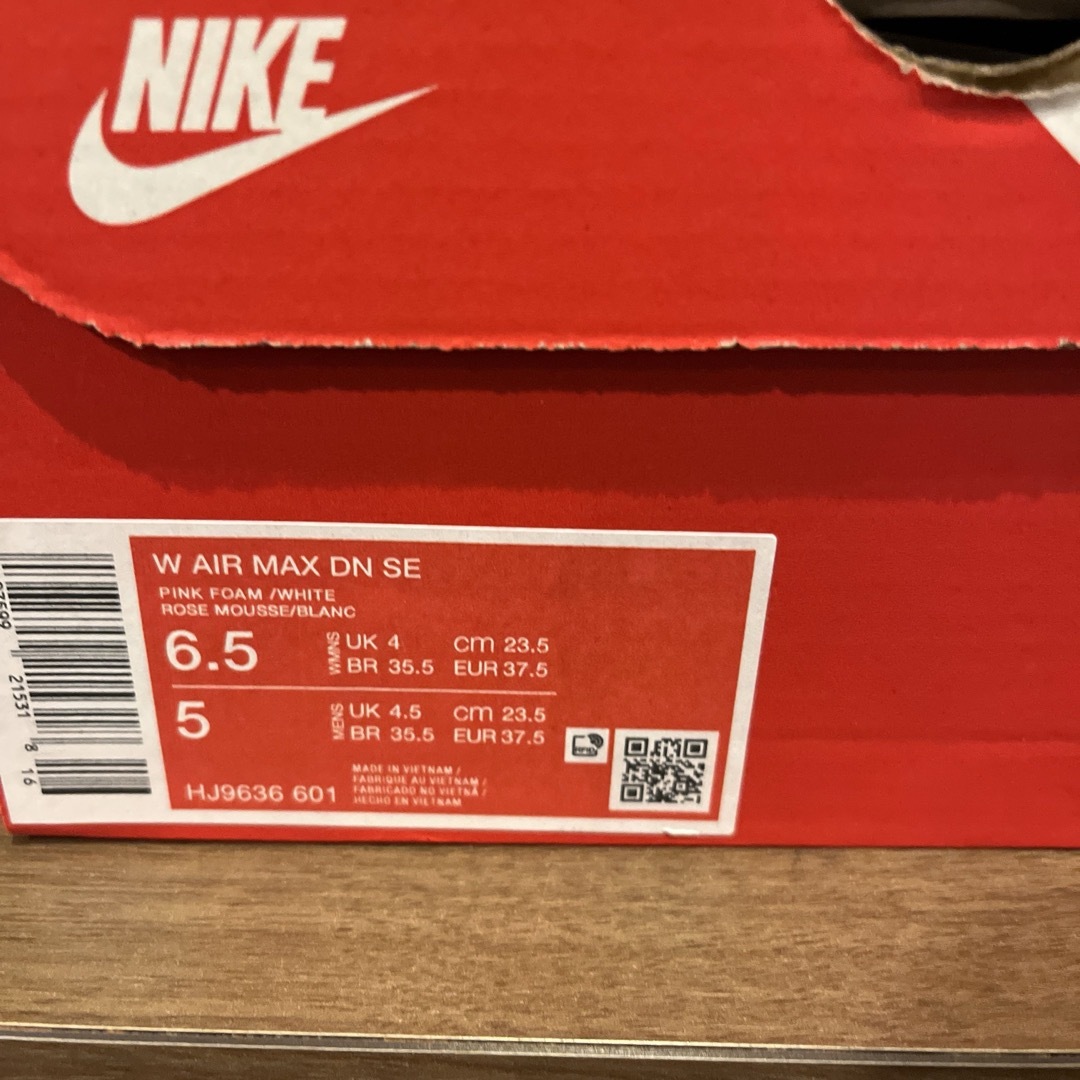 NIKE
W AIR MAX DN SE
PINK FOAM /WHITE
ROSE MOUSSE/BLANC
6.5 WMNS UK 4 cm 23.5
BR 35.5 EUR 37.5
5 MENS UK 4.5 cm 23.5
BR 35.5 EUR 37.5
MADE IN VIETNAM /
FABRIQUE AU VIETNAM /
FABRICADO NO VIETNÃ /
HECHO EN VIETNAM
HJ9636 601
21531 8 16